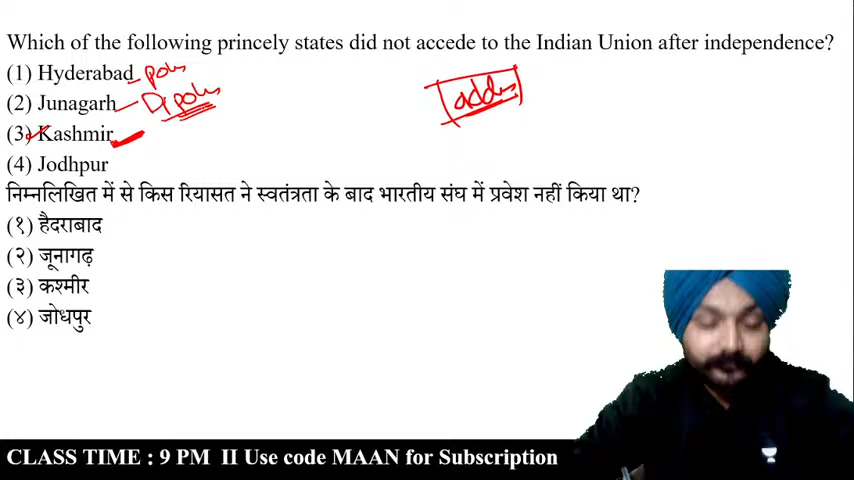 Which of the following princely states did not accede to the Indian Union after independence?
(1) Hyderabad
(2) Junagarh
(3) Kashmir
(4) Jodhpur
निम्नलिखित में से किस रियासत ने स्वतंत्रता के बाद भारतीय संघ में प्रवेश नहीं किया था?
(१) हैदराबाद
(२) जूनागढ़
(३) कश्मीर
(४) जोधपुर
CLASS TIME : 9 PM II Use code MAAN for Subscription